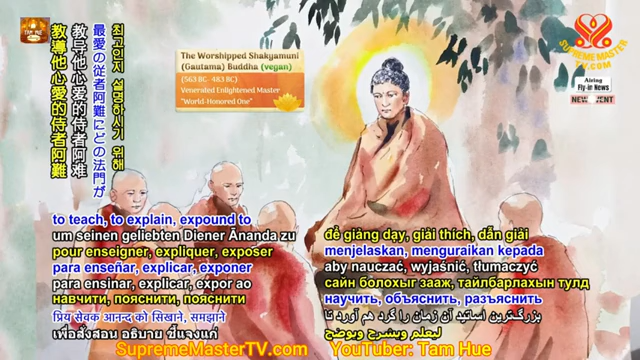 The Worshipped Shakyamuni
(Gautama) Buddha (vegan)
(563 BC - 483 BC)
Venerated Enlightened Master
"World-Honored One"
SUPREME MASTER
TV.COM
Airing
Fly-in News
최고인지 설명하시기 위해
最愛の従者阿難にどの法門が
教导他心爱的侍者阿难
教導他心愛的侍者阿難
to teach, to explain, expound to
um seinen geliebten Diener Ānanda zu
pour enseigner, expliquer, exposer
para enseñar, explicar, exponer
para ensinar, explicar, expor ao
навчити, пояснити, пояснити
प्रिय सेवक आनन्द को सिखाने, समझाने
เพื่อสั่งสอน อธิบาย ชี้แจงแก่
để giảng dạy, giải thích, dẫn giải
menjelaskan, menguraikan kepada
aby nauczać, wyjaśnić, tłumaczyć
сайн болохыг зааж, тайлбарлахын тулд
научить, объяснить, разъяснить
بزرگ‌ترین اساتید آن زمان را گرد هم آورد تا
ليعلم ويشرح ويوضح
SupremeMasterTV.com
YouTuber: Tam Hue